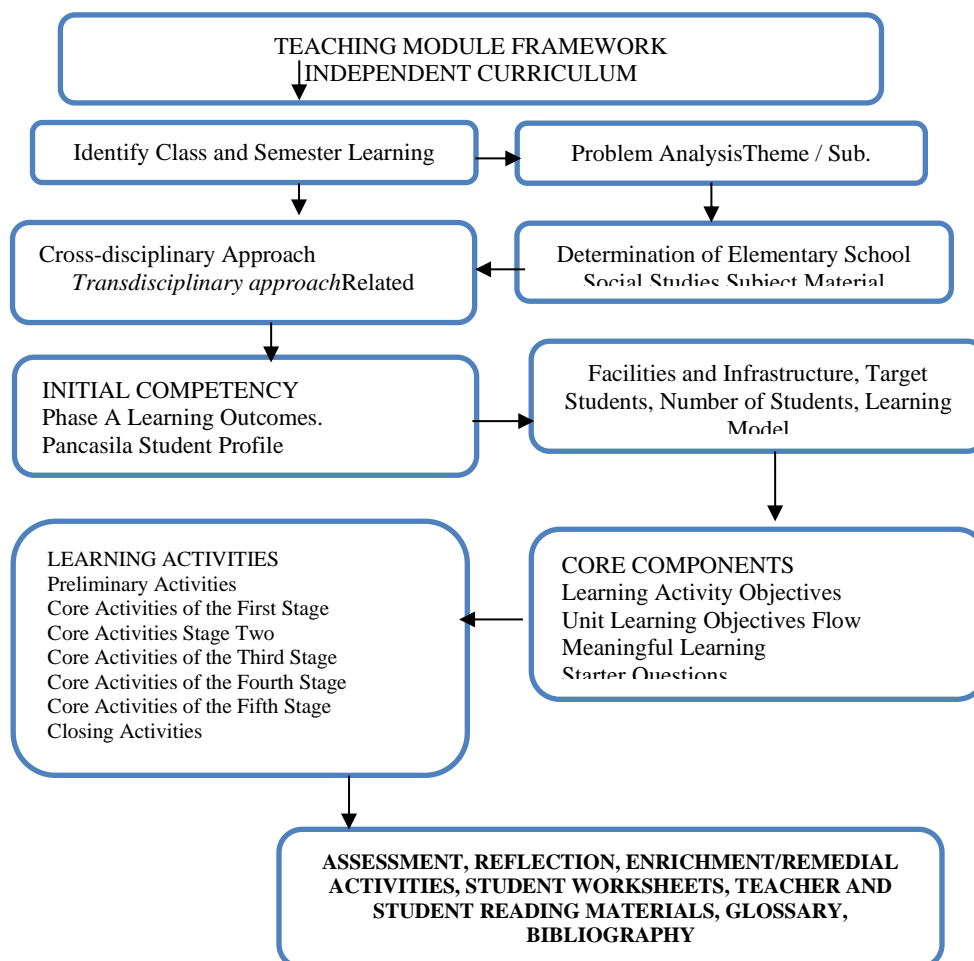 TEACHING MODULE FRAMEWORK
INDEPENDENT CURRICULUM
Identify Class and Semester Learning
Problem AnalysisTheme / Sub.
Cross-disciplinary Approach
Transdisciplinary approachRelated
Determination of Elementary School
Social Studies Subject Material
INITIAL COMPETENCY
Phase A Learning Outcomes.
Pancasila Student Profile
Facilities and Infrastructure, Target
Students, Number of Students, Learning
Model
LEARNING ACTIVITIES
Preliminary Activities
Core Activities of the First Stage
Core Activities Stage Two
Core Activities of the Third Stage
Core Activities of the Fourth Stage
Core Activities of the Fifth Stage
Closing Activities
CORE COMPONENTS
Learning Activity Objectives
Unit Learning Objectives Flow
Meaningful Learning
Starter Questions
ASSESSMENT, REFLECTION, ENRICHMENT/REMEDIAL
ACTIVITIES, STUDENT WORKSHEETS, TEACHER AND
STUDENT READING MATERIALS, GLOSSARY,
BIBLIOGRAPHY